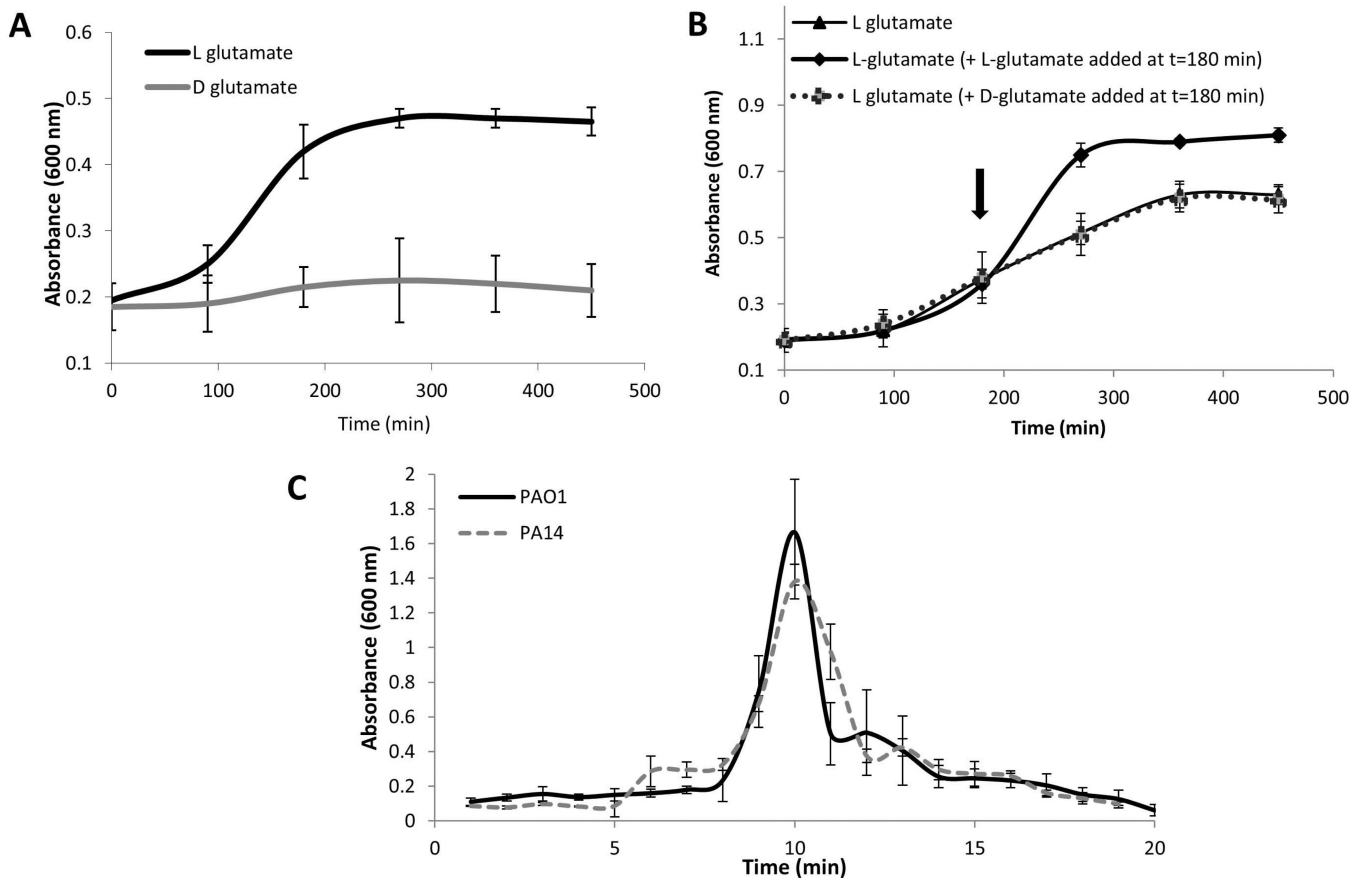 A
L glutamate
D glutamate
0.6
0.5
0.4
0.3
0.2
0.1
Absorbance (600 nm)
0 100 200 300 400 500
Time (min)
B
L glutamate
L-glutamate (+ L-glutamate added at t=180 min)
L glutamate (+ D-glutamate added at t=180 min)
1.1
0.9
0.7
0.5
0.3
0.1
Absorbance (600 nm)
0 100 200 300 400 500
Time (min)
C
PAO1
PA14
2
1.8
1.6
1.4
1.2
1
0.8
0.6
0.4
0.2
0
Absorbance (600 nm)
0 5 10 15 20
Time (min)